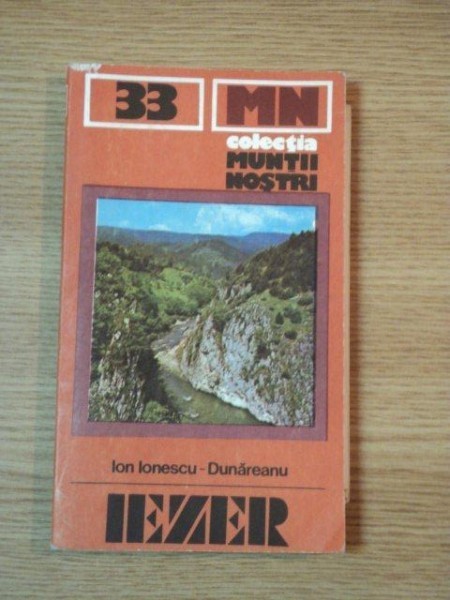 33 MN
colecția
MUNȚII
NOȘTRI
Ion Ionescu - Dunăreanu
IEZER